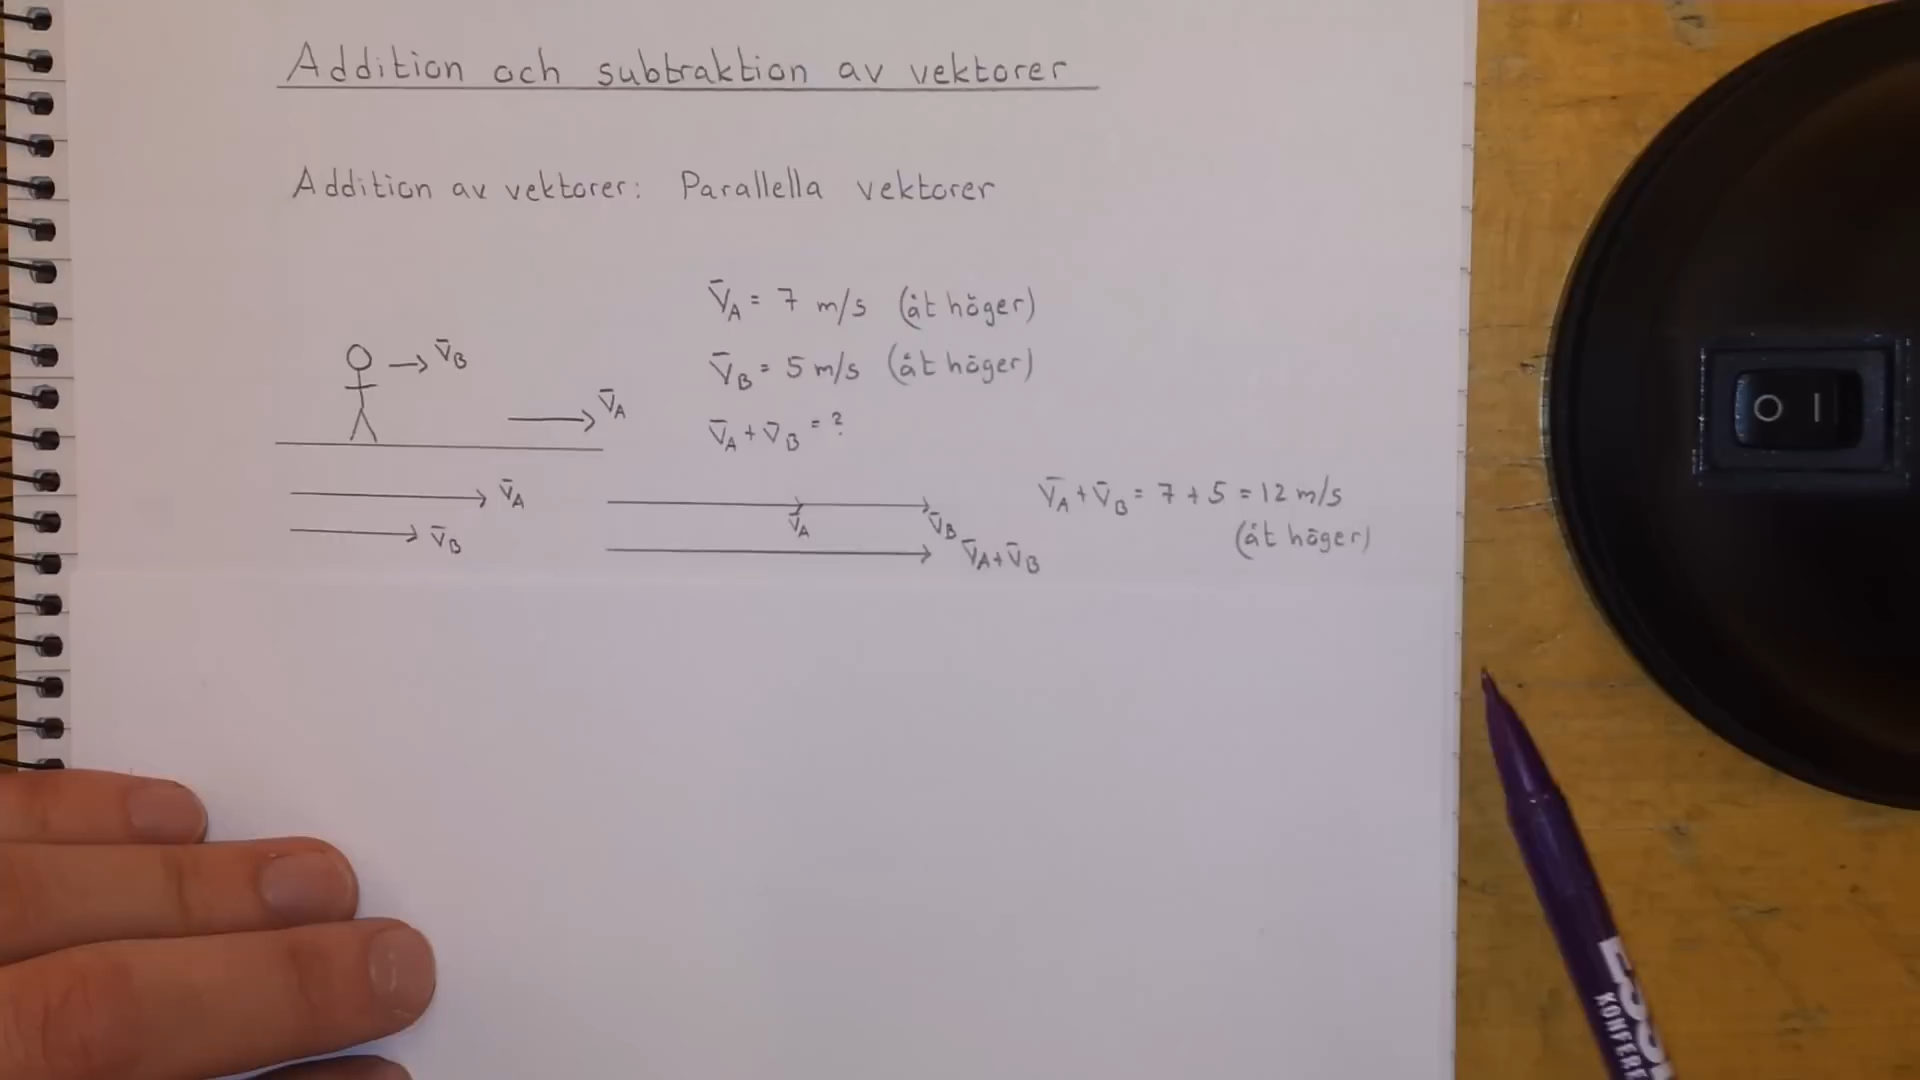 Addition och subtraktion av vektorer
Addition av vektorer: Parallella vektorer
V̄A = 7 m/s (åt höger)
V̄B = 5 m/s (åt höger)
V̄A + V̄B = ?
V̄B
V̄A
V̄A
V̄B
V̄A
V̄B
V̄A + V̄B
V̄A + V̄B = 7 + 5 = 12 m/s
(åt höger)
O I
KONFERE